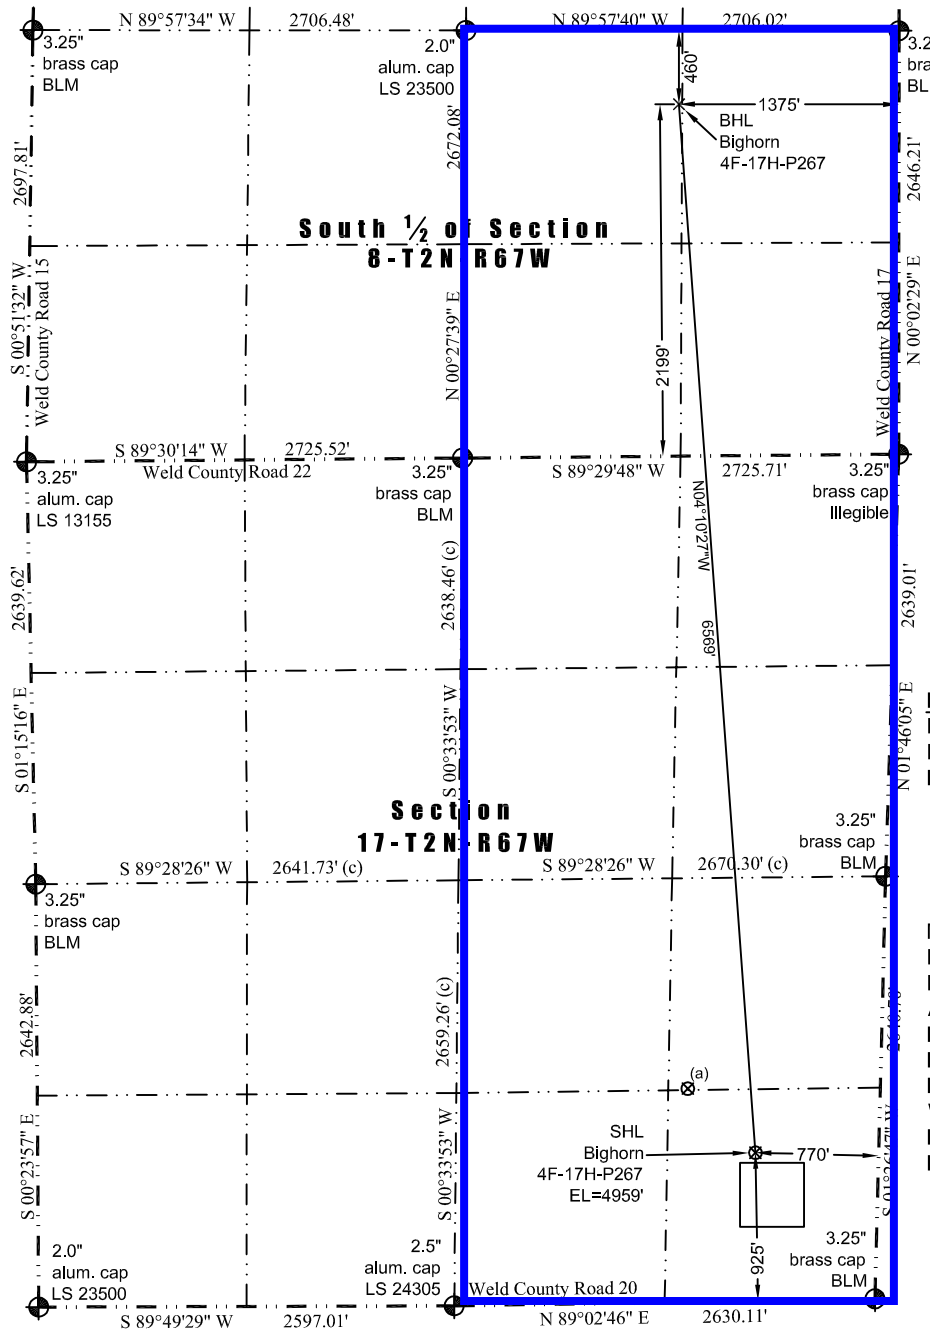 N 89°57'34" W 2706.48'
N 89°57'40" W 2706.02'
3.25"
brass cap
BLM
2.0"
alum. cap
LS 23500
460'
1375'
BHL
Bighorn
4F-17H-P267
2697.81'
2672.08'
2646.21'
South ½ of Section
8-T2N-R67W
S 00°51'32" W
Weld County Road 15
N 00°27'39" E
2199'
Weld County Road 17
N 00°02'29" E
S 89°30'14" W 2725.52'
Weld County Road 22
S 89°29'48" W 2725.71'
3.25"
alum. cap
LS 13155
3.25"
brass cap
BLM
3.25"
brass cap
Illegible
N04°10'27"W
6569'
2639.62'
2638.46' (c)
2639.01'
S 01°15'16" E
S 00°33'53" W
N 01°46'05" E
Section
17-T2N-R67W
3.25"
brass cap
BLM
S 89°28'26" W 2641.73' (c)
S 89°28'26" W 2670.30' (c)
3.25"
brass cap
BLM
2642.88'
2659.26' (c)
(a)
SHL
Bighorn
4F-17H-P267
EL=4959'
770'
S 00°23'57" E
S 00°33'53" W
925'
2.0"
alum. cap
LS 23500
2.5"
alum. cap
LS 24305
3.25"
brass cap
BLM
Weld County Road 20
S 89°49'29" W 2597.01'
N 89°02'46" E 2630.11'